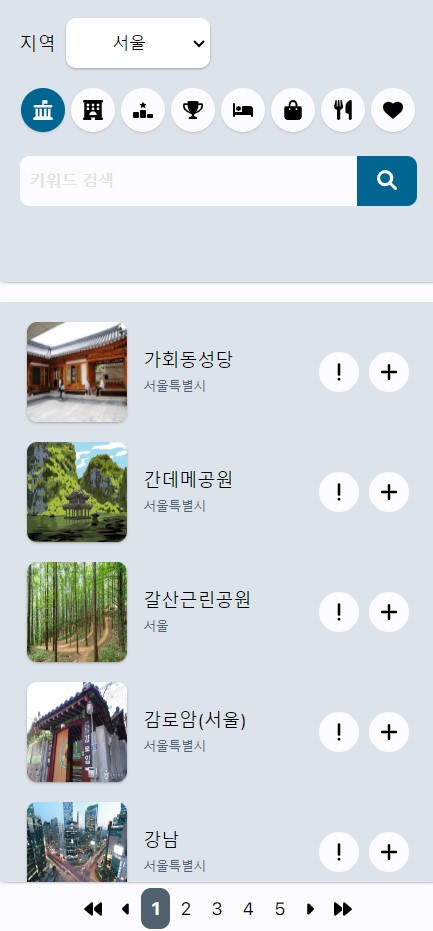 지역
서울
키워드 검색
가회동성당
서울특별시
간데메공원
서울특별시
갈산근린공원
서울
감로암(서울)
서울특별시
강남
서울특별시
1 2 3 4 5